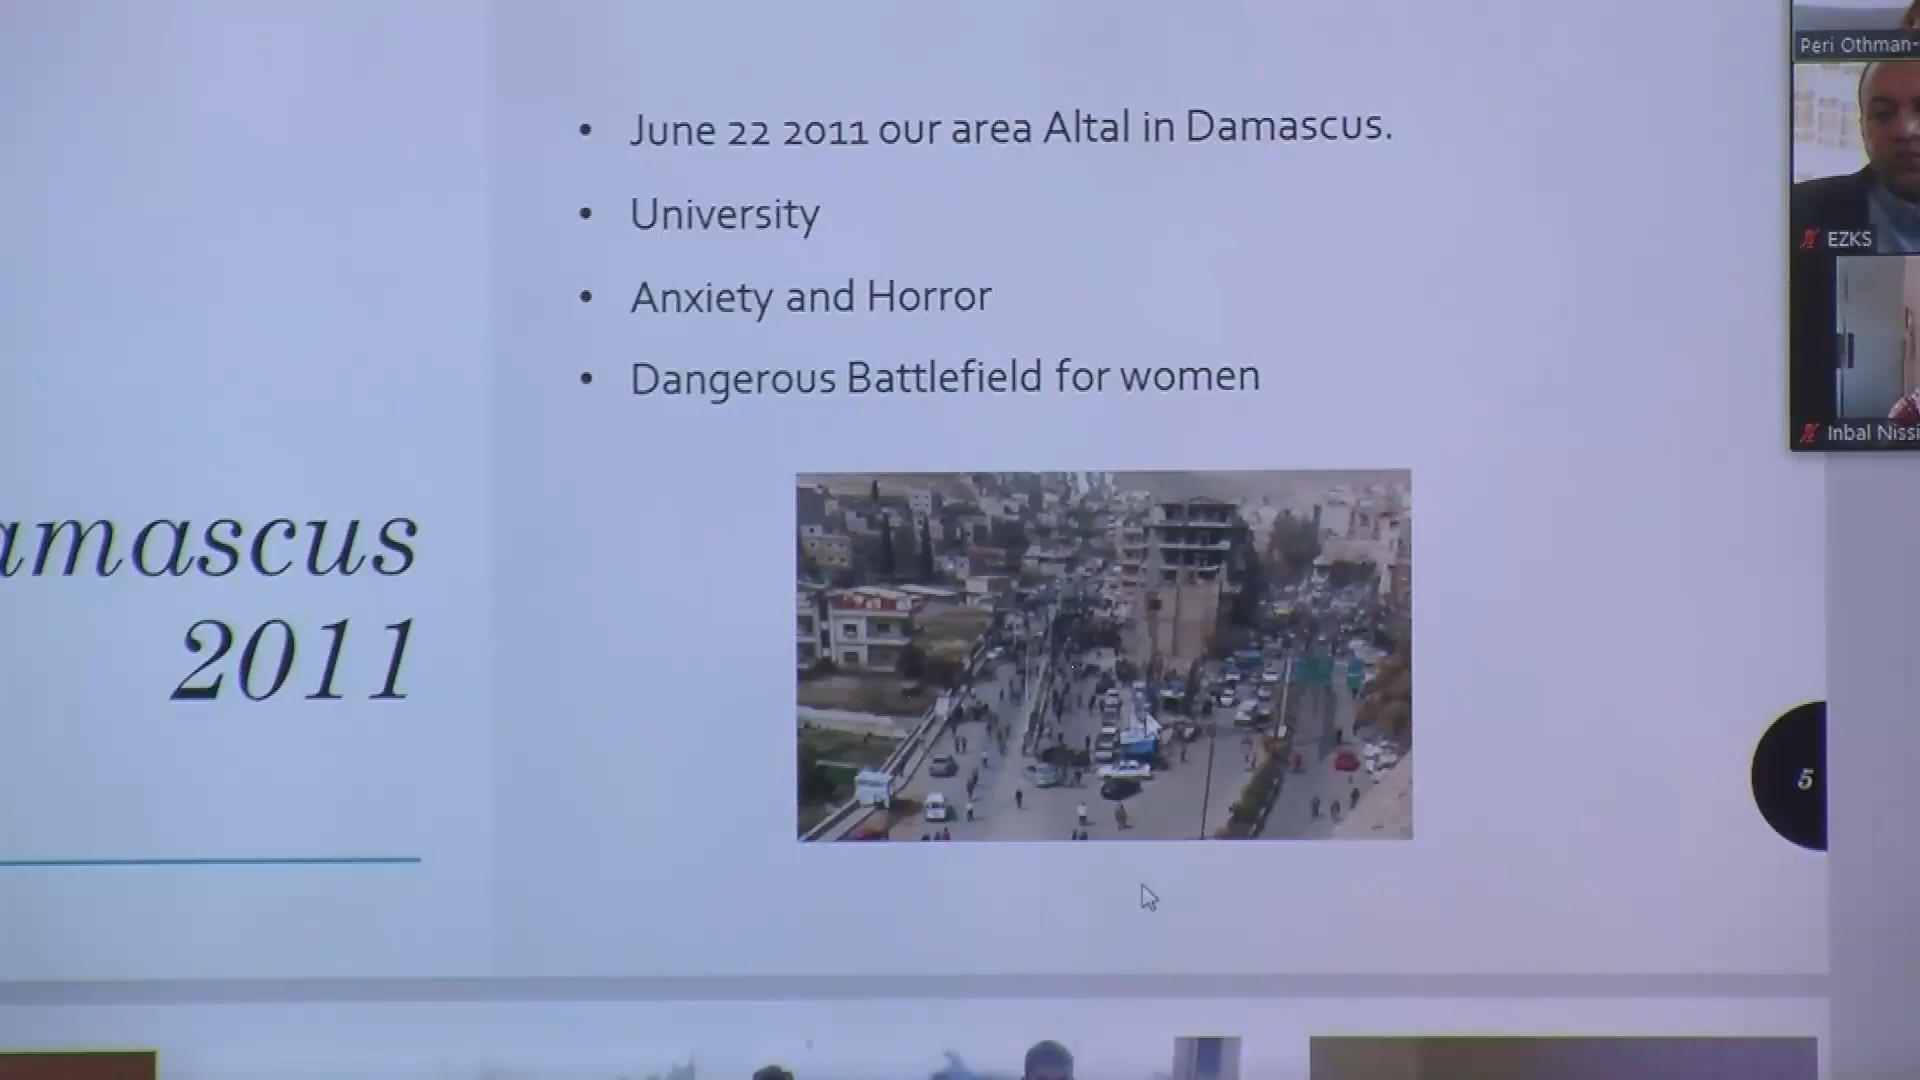 June 22 2011 our area Altal in Damascus.
University
Anxiety and Horror
Dangerous Battlefield for women
amascus
2011
5
Peri Othman-
EZKS
Inbal Nissi